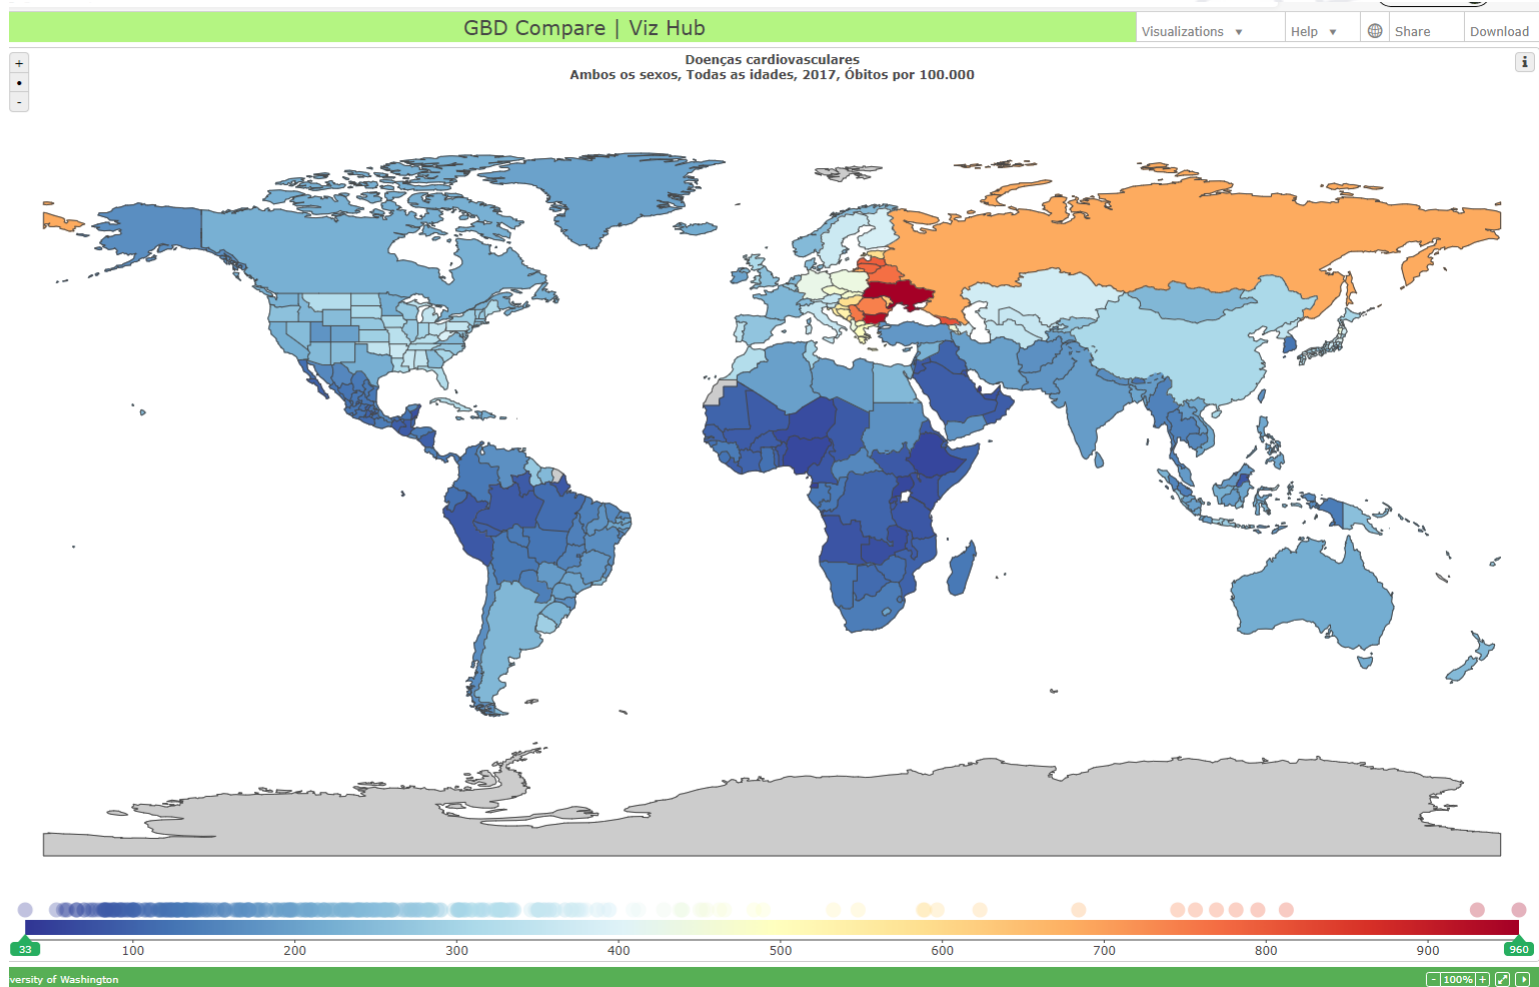 GBD Compare | Viz Hub
Visualizations ▼
Help ▼
Share
Download
+
•
-
Doenças cardiovasculares
Ambos os sexos, Todas as idades, 2017, Óbitos por 100.000
i
33
100
200
300
400
500
600
700
800
900
960
versity of Washington
- 100% +